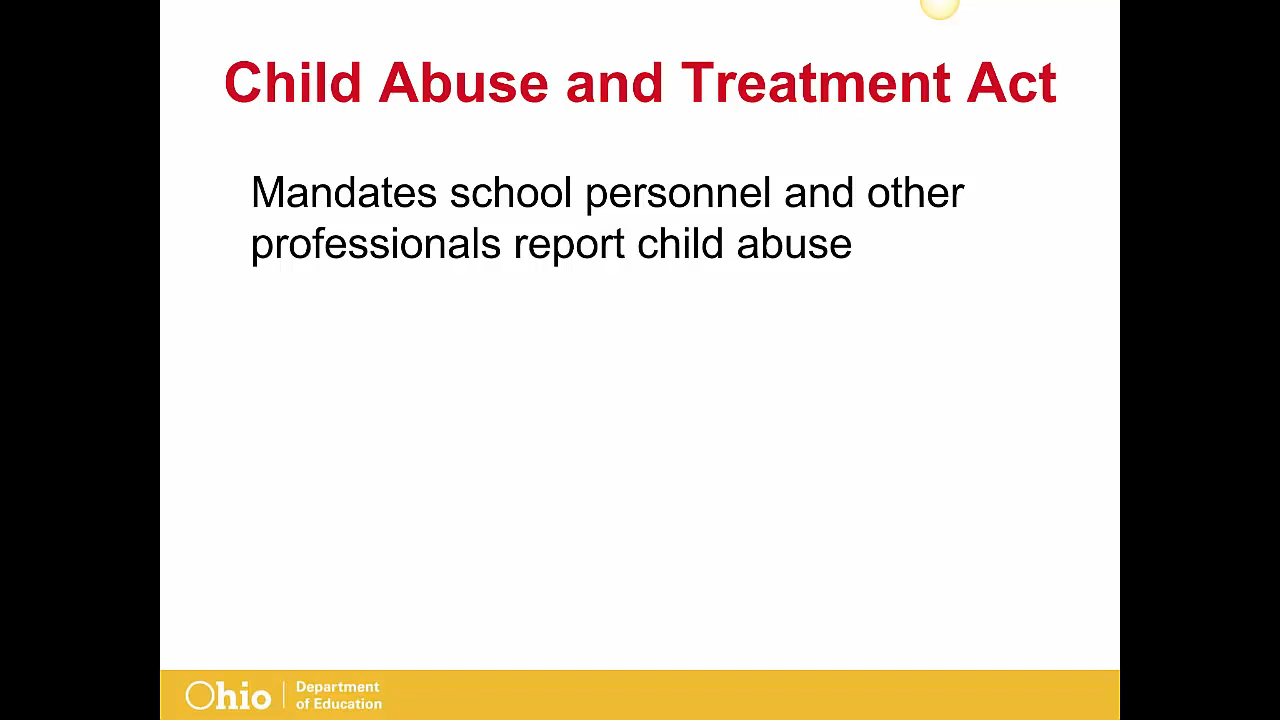 Child Abuse and Treatment Act
Mandates school personnel and other
professionals report child abuse
Ohio
Department
of Education